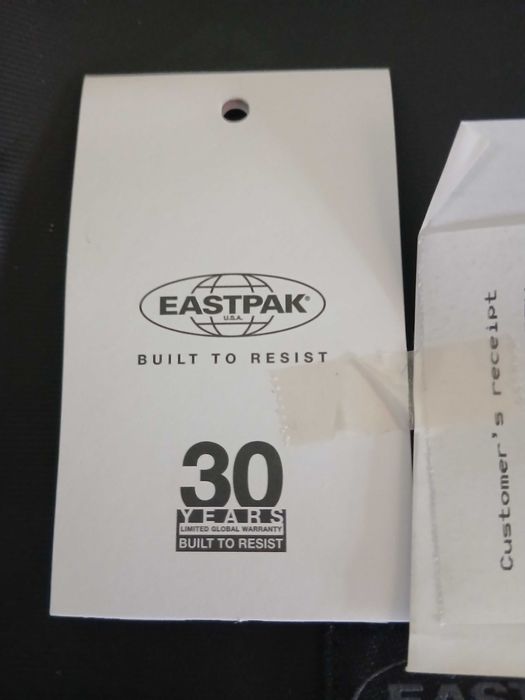 EASTPAK®
U.S.A.
BUILT TO RESIST
30
YEARS
LIMITED GLOBAL WARRANTY
BUILT TO RESIST
Customer's receipt